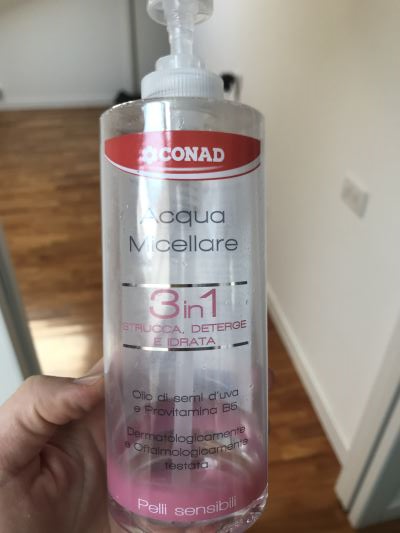 CONAD
Acqua
Micellare
3in1
STRUCCA, DETERGE
E IDRATA
Olio di semi d'uva
e Provitamina B5
Dermatologicamente
e Oftalmologicamente
testata
Pelli sensibili